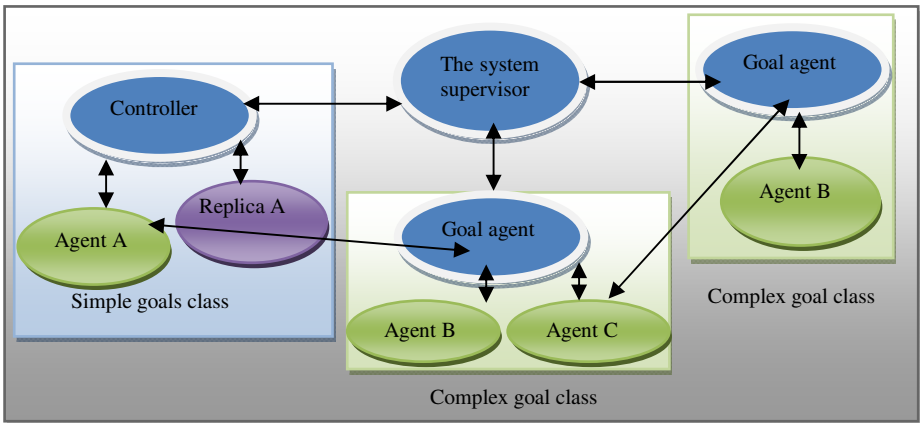 The system
supervisor
Goal agent
Controller
Agent B
Replica A
Agent A
Goal agent
Simple goals class
Complex goal class
Agent B
Agent C
Complex goal class